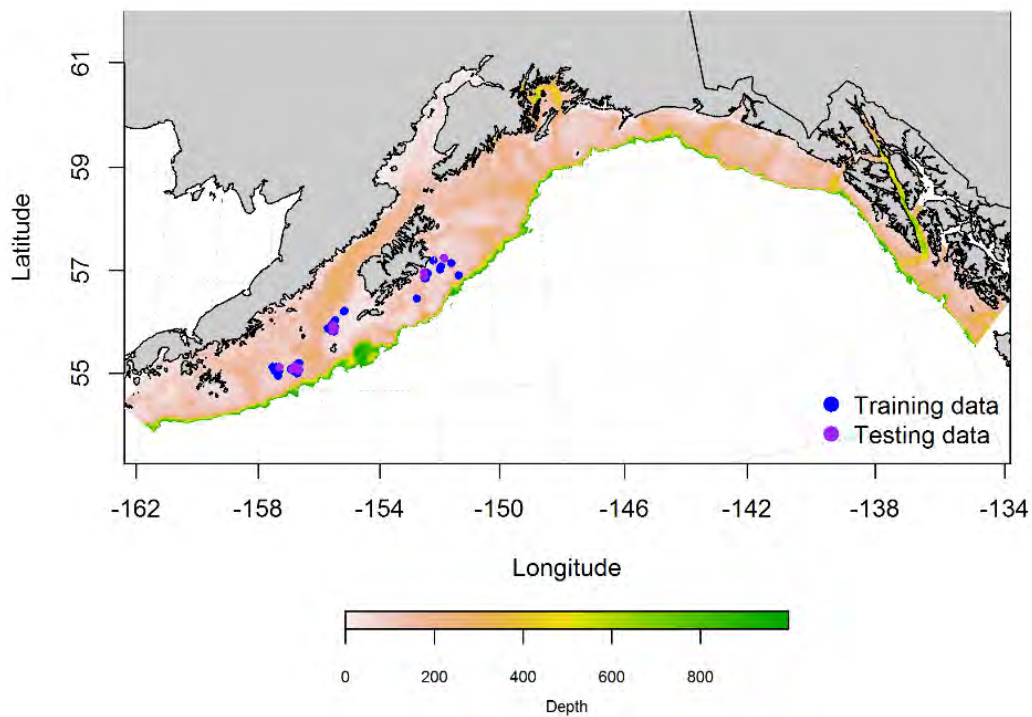 61
59
57
55
Latitude
Training data
Testing data
-162 -158 -154 -150 -146 -142 -138 -134
Longitude
0 200 400 600 800
Depth